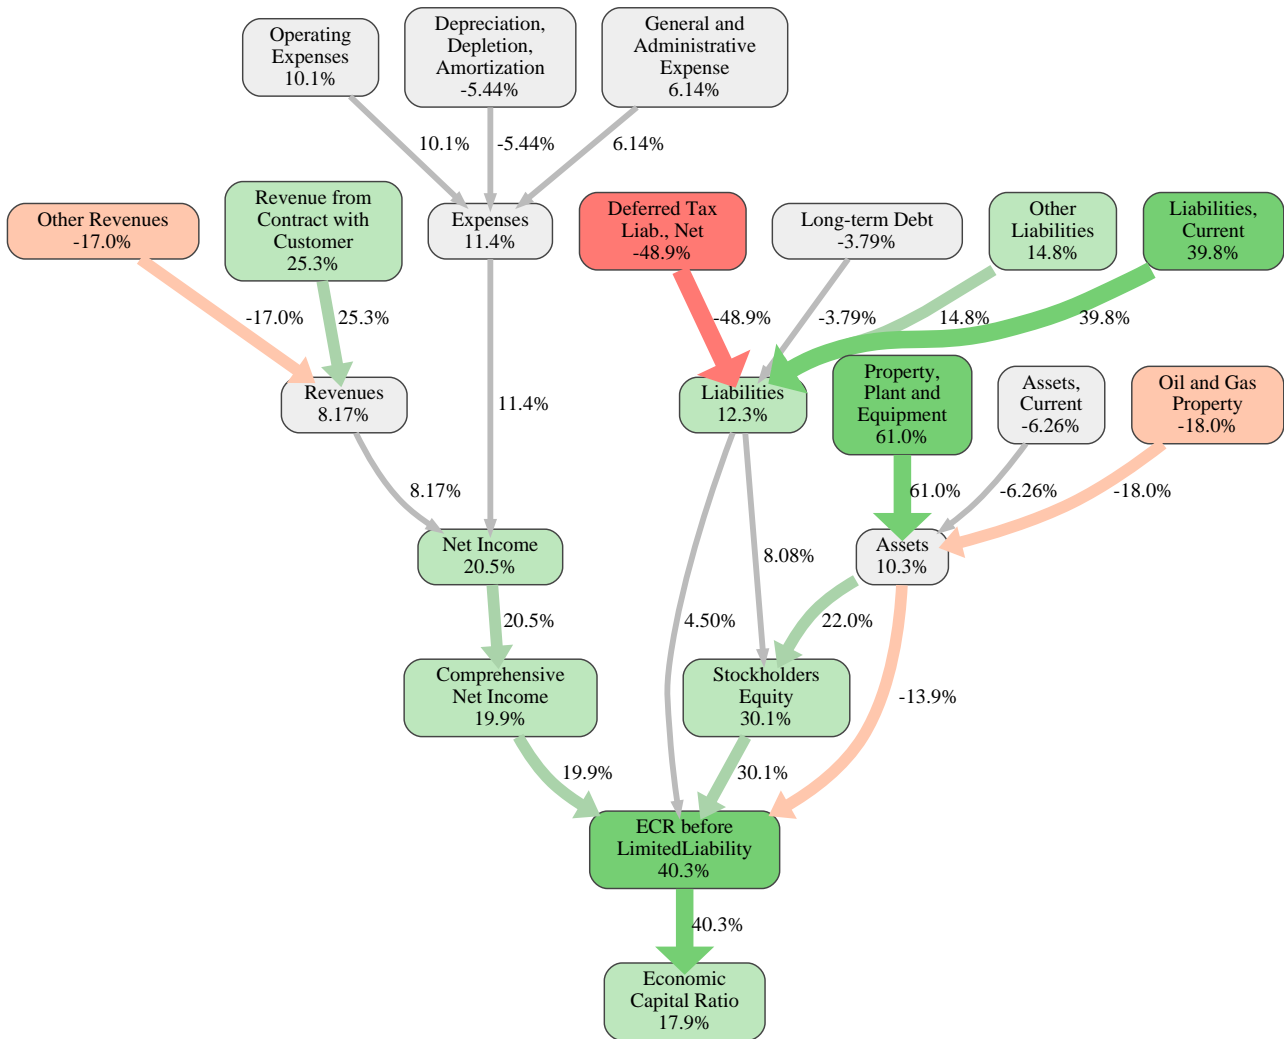 Operating
Expenses
10.1%
Depreciation,
Depletion,
Amortization
-5.44%
General and
Administrative
Expense
6.14%
10.1%
-5.44%
6.14%
Other Revenues
-17.0%
Revenue from
Contract with
Customer
25.3%
Expenses
11.4%
Deferred Tax
Liab., Net
-48.9%
Long-term Debt
-3.79%
Other
Liabilities
14.8%
Liabilities,
Current
39.8%
-17.0%
25.3%
-48.9%
-3.79%
14.8%
39.8%
Revenues
8.17%
11.4%
Liabilities
12.3%
Property,
Plant and
Equipment
61.0%
Assets,
Current
-6.26%
Oil and Gas
Property
-18.0%
8.17%
61.0%
-6.26%
-18.0%
Net Income
20.5%
8.08%
Assets
10.3%
20.5%
4.50%
22.0%
Comprehensive
Net Income
19.9%
Stockholders
Equity
30.1%
-13.9%
19.9%
30.1%
ECR before
LimitedLiability
40.3%
40.3%
Economic
Capital Ratio
17.9%